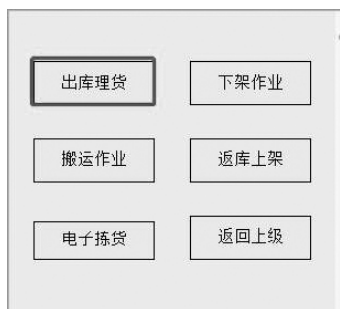 出库理货 下架作业
搬运作业 返库上架
电子拣货 返回上级